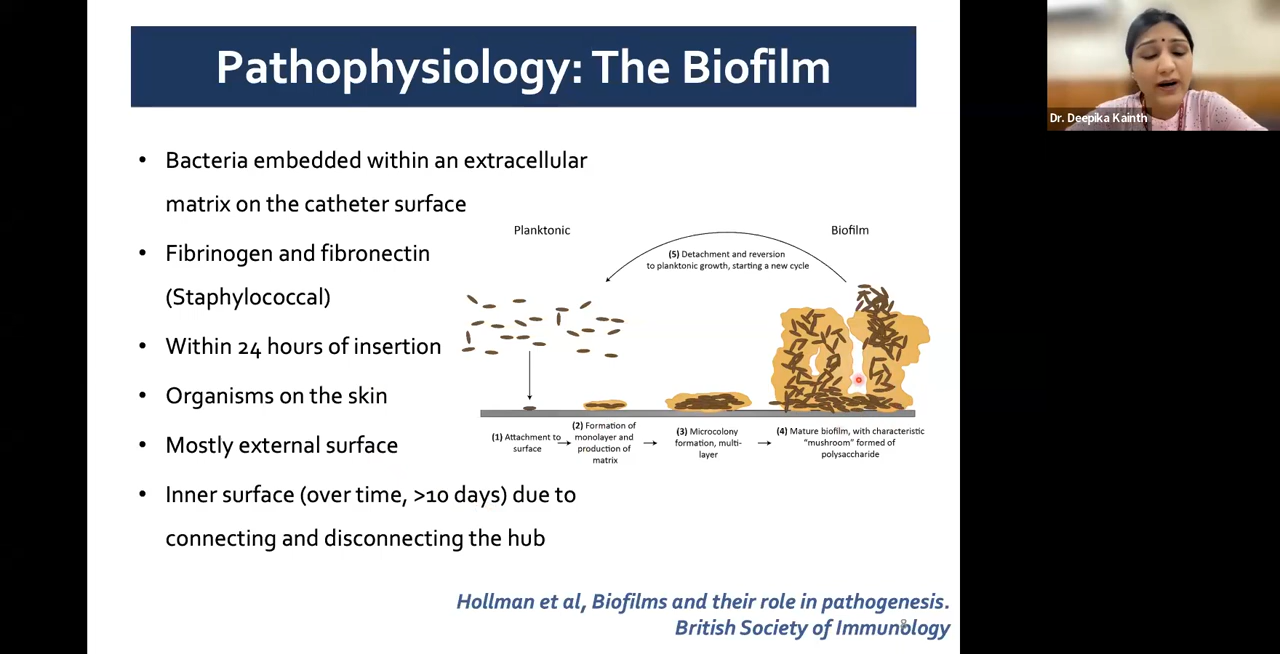 Pathophysiology: The Biofilm
Dr. Deepika Kainth
• Bacteria embedded within an extracellular
matrix on the catheter surface
• Fibrinogen and fibronectin
(Staphylococcal)
• Within 24 hours of insertion
• Organisms on the skin
• Mostly external surface
• Inner surface (over time, >10 days) due to
connecting and disconnecting the hub
Planktonic
Biofilm
(5) Detachment and reversion
to planktonic growth, starting a new cycle
(1) Attachment to
surface
(2) Formation of
monolayer and
production of
matrix
(3) Microcolony
formation, multi-
layer
(4) Mature biofilm, with characteristic
"mushroom" formed of
polysaccharide
Hollman et al, Biofilms and their role in pathogenesis.
British Society of Immunology
8